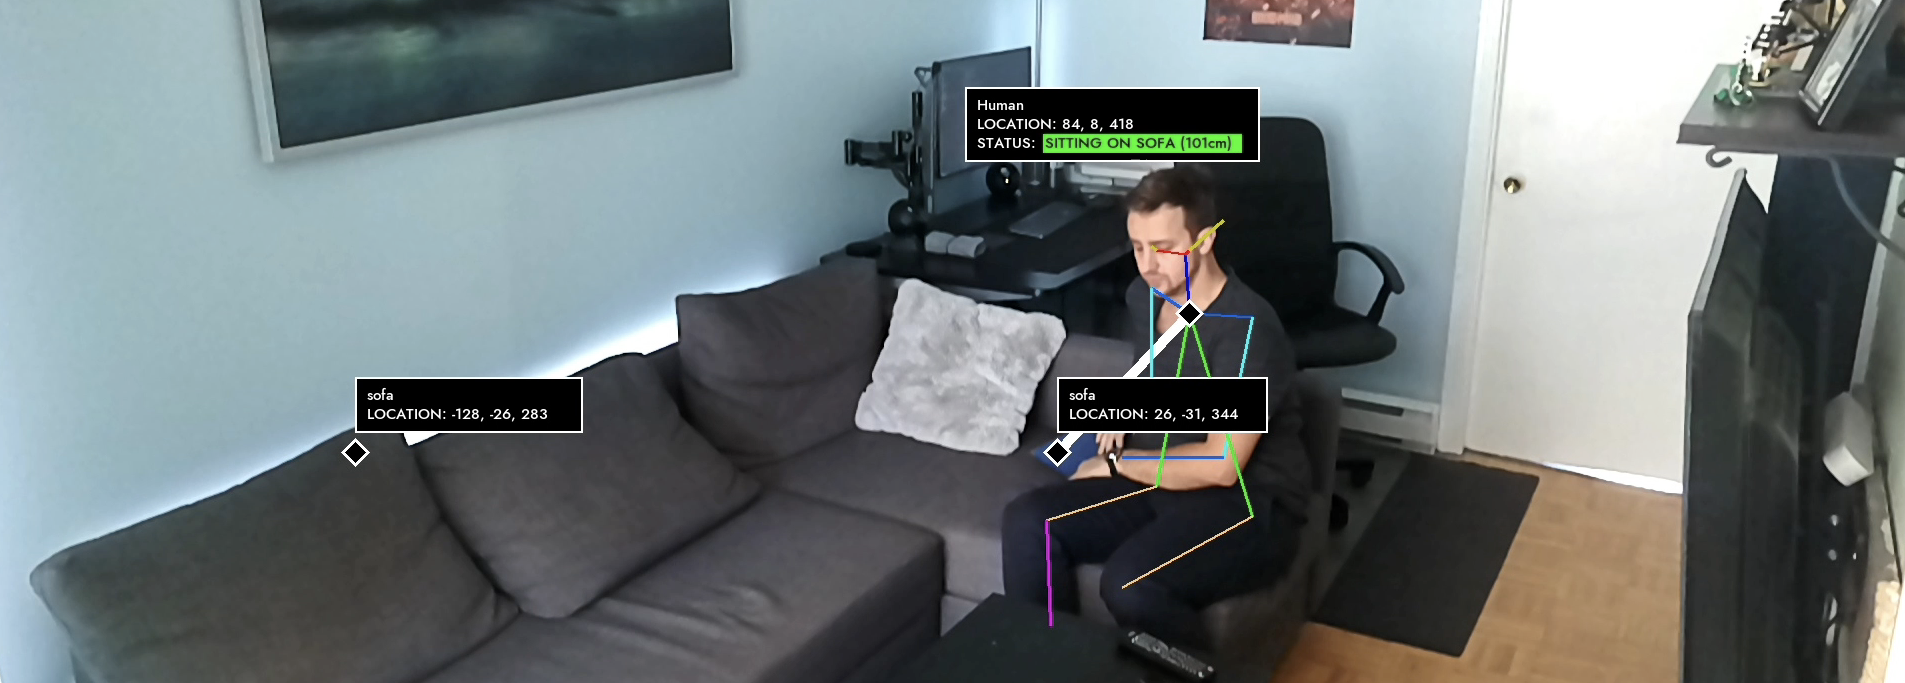 Human
LOCATION: 84, 8, 418
STATUS: SITTING ON SOFA (101cm)
sofa
LOCATION: -128, -26, 283
sofa
LOCATION: 26, -31, 344